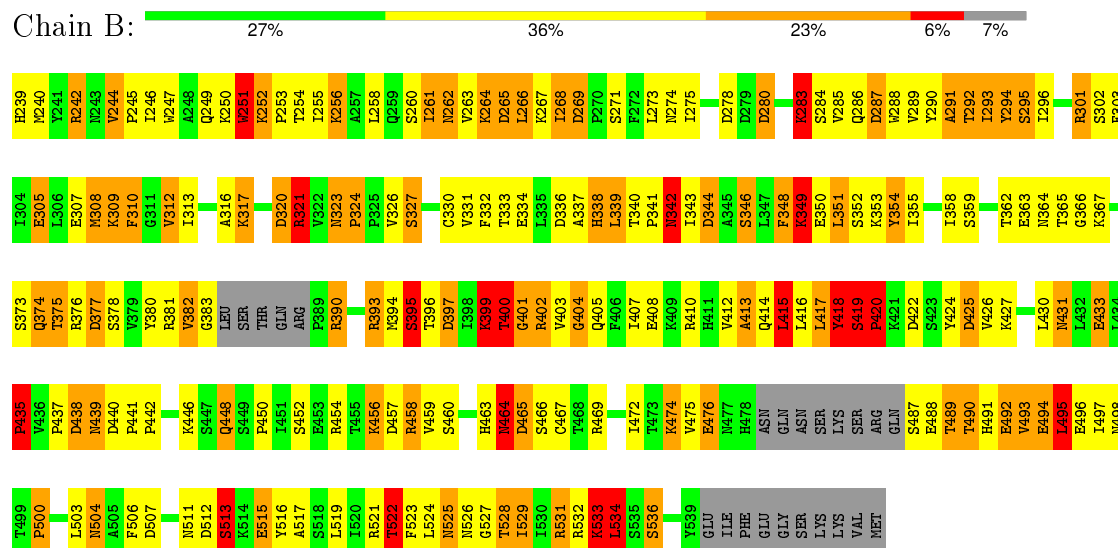 Chain B:
27% 36% 23% 6% 7%
H239 M240 Y241 R242 N243 V244 P245 I246 W247 A248 Q249 K250 W251 K252 P253 T254 I255 K256 A257 L258 Q259 S260 I261 N262 V263 K264 D265 L266 K267 I268 D269 P270 S271 F272 L273 N274 I275 D278 D279 D280 K283 S284 V285 Q286 D287 W288 V289 Y290 A291 T292 I293 Y294 S295 I296 R301 S302 F303
I304 E305 L306 E307 M308 K309 F310 G311 V312 I313 A316 K317 D320 R321 V322 N323 P324 P325 V326 S327 C330 V331 F332 T333 E334 L335 D336 A337 H338 L339 T340 P341 N342 I343 D344 A345 S346 L347 F348 K349 E350 L351 S352 K353 Y354 I355 I358 S359 T362 E363 N364 T365 G366 K367
S373 Q374 T375 R376 D377 S378 V379 Y380 R381 V382 G383 LEU SER THR GLN ARG P389 R390 R393 M394 S395 T396 D397 I398 K399 T400 G401 R402 V403 G404 Q405 F406 I407 E408 K409 R410 H411 V412 A413 Q414 L415 L416 L417 Y418 S419 P420 K421 D422 S423 Y424 D425 V426 K427 L430 N431 L432 E433 L434
P435 V436 P437 D438 N439 D440 P441 P442 K446 S447 Q448 S449 P450 I451 S452 E453 R454 T455 K456 D457 R458 V459 S460 H463 N464 D465 S466 C467 T468 R469 I472 T473 K474 V475 E476 N477 H478 ASN GLN ASN SER LYS SER ARG GLN S487 E488 T489 T490 H491 E492 V493 E494 L495 E496 I497 N498
T499 P500 L503 N504 A505 F506 D507 N511 D512 S513 K514 E515 Y516 A517 S518 L519 I520 R521 T522 F523 L524 N525 N526 G527 T528 I529 I530 R531 R532 K533 L534 S535 S536 Y539 GLU ILE PHE GLU GLY SER LYS LYS VAL MET